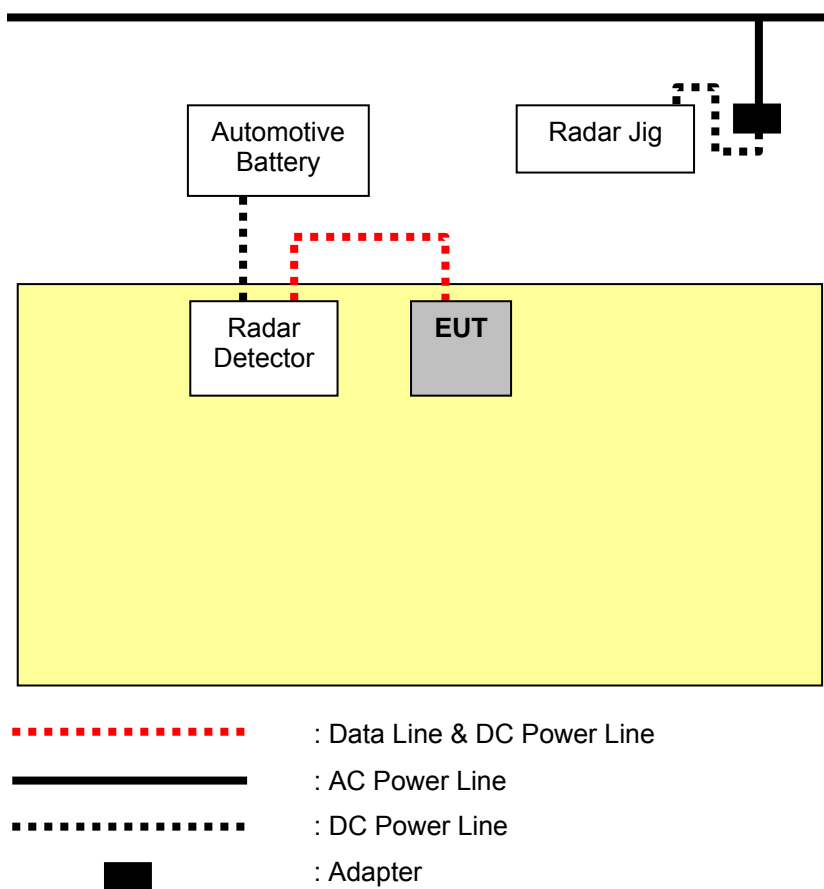 Automotive
Battery
Radar Jig
Radar
Detector
EUT
: Data Line & DC Power Line
: AC Power Line
: DC Power Line
: Adapter